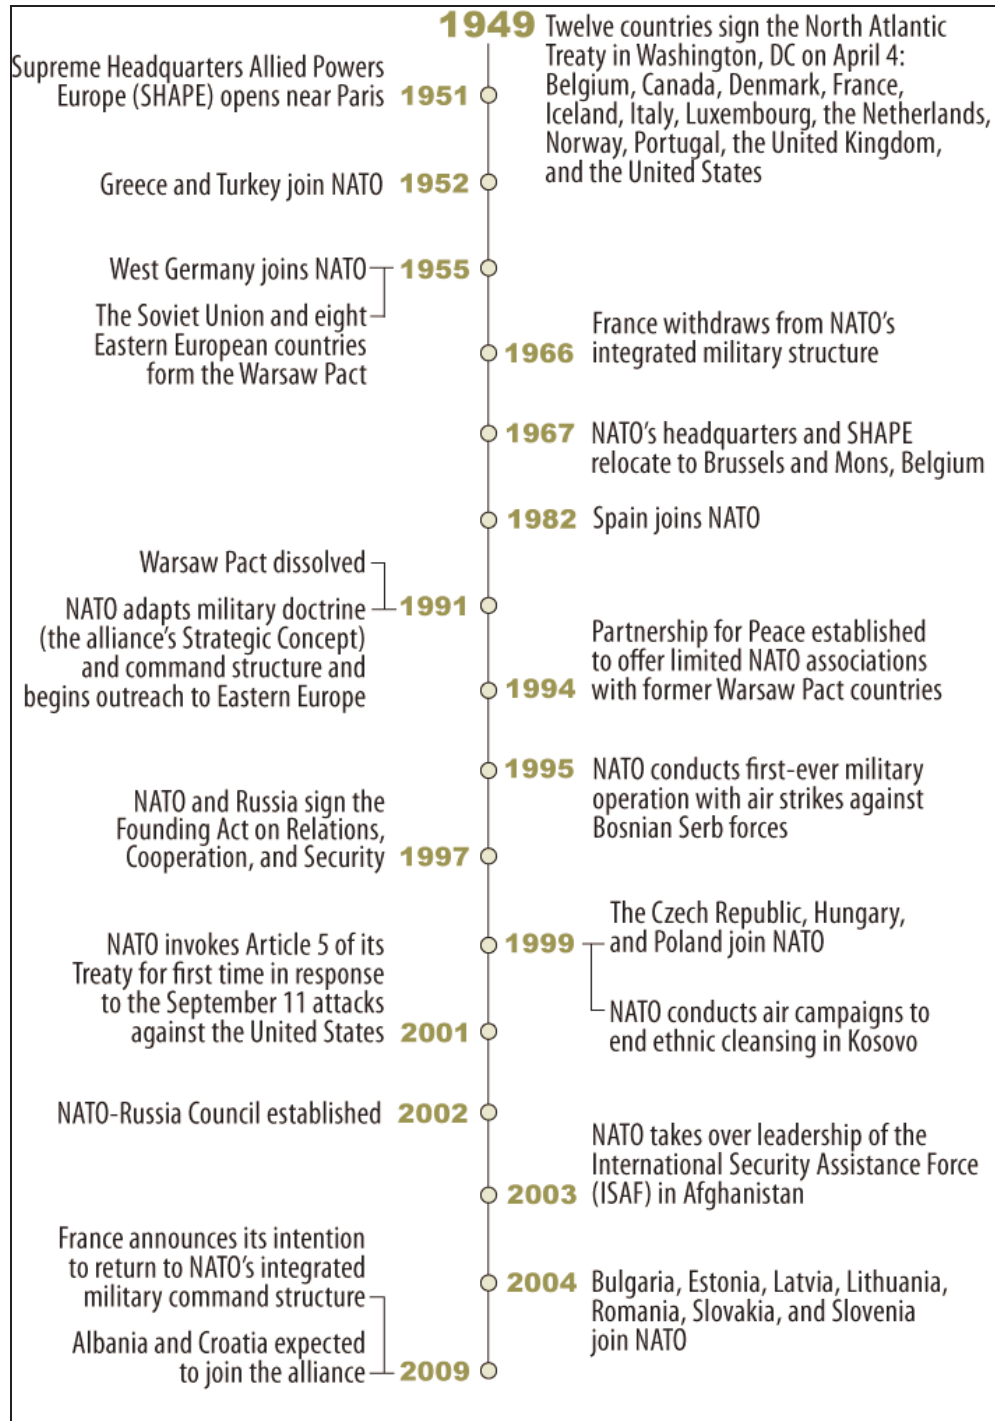 1949 Twelve countries sign the North Atlantic
Treaty in Washington, DC on April 4:
Belgium, Canada, Denmark, France,
Iceland, Italy, Luxembourg, the Netherlands,
Norway, Portugal, the United Kingdom,
and the United States
Supreme Headquarters Allied Powers
Europe (SHAPE) opens near Paris 1951
Greece and Turkey join NATO 1952
West Germany joins NATO 1955
The Soviet Union and eight
Eastern European countries
form the Warsaw Pact
France withdraws from NATO's
1966 integrated military structure
1967 NATO's headquarters and SHAPE
relocate to Brussels and Mons, Belgium
1982 Spain joins NATO
Warsaw Pact dissolved
NATO adapts military doctrine 1991
(the alliance's Strategic Concept)
and command structure and
begins outreach to Eastern Europe
Partnership for Peace established
to offer limited NATO associations
1994 with former Warsaw Pact countries
1995 NATO conducts first-ever military
operation with air strikes against
Bosnian Serb forces
NATO and Russia sign the
Founding Act on Relations,
Cooperation, and Security 1997
The Czech Republic, Hungary,
1999 and Poland join NATO
NATO conducts air campaigns to
end ethnic cleansing in Kosovo
NATO invokes Article 5 of its
Treaty for first time in response
to the September 11 attacks
against the United States 2001
NATO-Russia Council established 2002
NATO takes over leadership of the
International Security Assistance Force
2003 (ISAF) in Afghanistan
2004 Bulgaria, Estonia, Latvia, Lithuania,
Romania, Slovakia, and Slovenia
join NATO
France announces its intention
to return to NATO's integrated
military command structure
Albania and Croatia expected
to join the alliance 2009